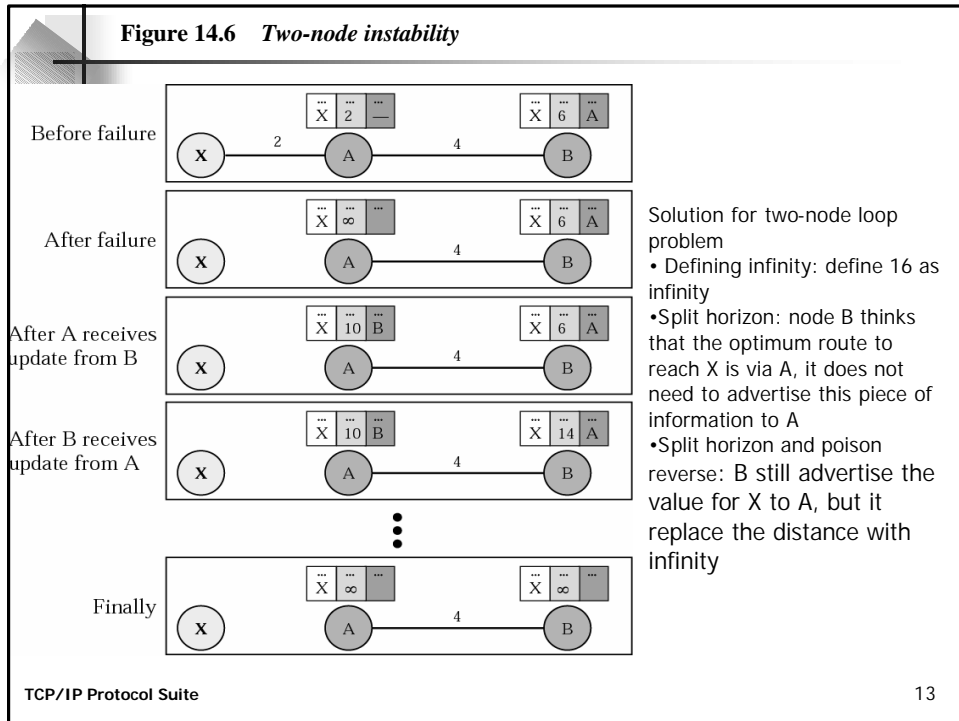 Figure 14.6 Two-node instability
Before failure
... ... ...
X 2 —
... ... ...
X 6 A
X 2 A 4 B
After failure
... ... ...
X ∞
... ... ...
X 6 A
X A 4 B
After A receives
update from B
... ... ...
X 10 B
... ... ...
X 6 A
X A 4 B
After B receives
update from A
... ... ...
X 10 B
... ... ...
X 14 A
X A 4 B
Finally
... ... ...
X ∞
... ... ...
X ∞
X A 4 B
Solution for two-node loop
problem
• Defining infinity: define 16 as
infinity
•Split horizon: node B thinks
that the optimum route to
reach X is via A, it does not
need to advertise this piece of
information to A
•Split horizon and poison
reverse: B still advertise the
value for X to A, but it
replace the distance with
infinity
TCP/IP Protocol Suite
13